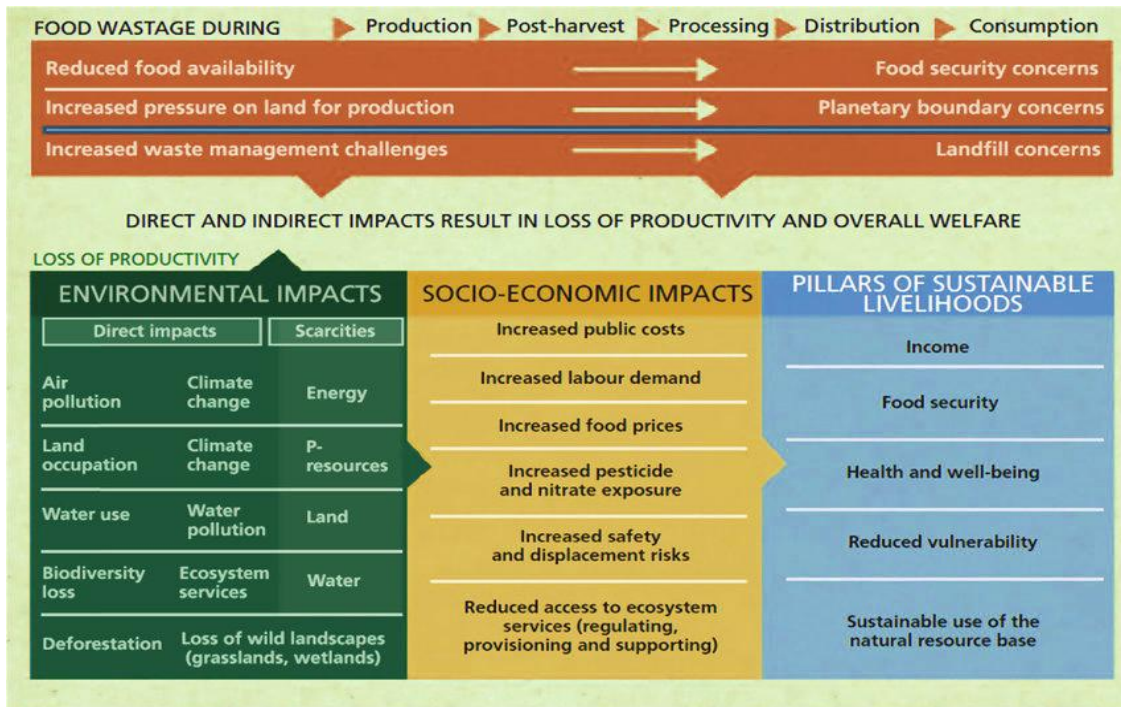 FOOD WASTAGE DURING Production Post-harvest Processing Distribution Consumption
Reduced food availability Food security concerns
Increased pressure on land for production Planetary boundary concerns
Increased waste management challenges Landfill concerns
DIRECT AND INDIRECT IMPACTS RESULT IN LOSS OF PRODUCTIVITY AND OVERALL WELFARE
LOSS OF PRODUCTIVITY
ENVIRONMENTAL IMPACTS
Direct impacts Scarcities
Air
pollution
Climate
change
Energy
Land
occupation
Climate
change
P-
resources
Water use
Water
pollution
Land
Biodiversity
loss
Ecosystem
services
Water
Deforestation
Loss of wild landscapes
(grasslands, wetlands)
SOCIO-ECONOMIC IMPACTS
Increased public costs
Increased labour demand
Increased food prices
Increased pesticide
and nitrate exposure
Increased safety
and displacement risks
Reduced access to ecosystem
services (regulating,
provisioning and supporting)
PILLARS OF SUSTAINABLE
LIVELIHOODS
Income
Food security
Health and well-being
Reduced vulnerability
Sustainable use of the
natural resource base